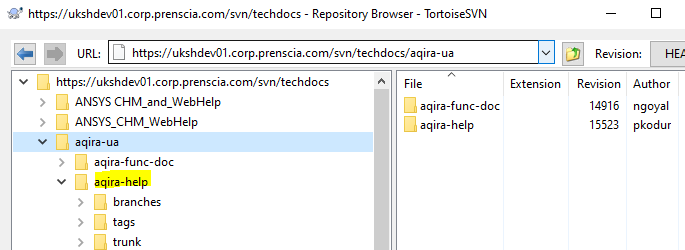 https://ukshdev01.corp.prenscia.com/svn/techdocs - Repository Browser - TortoiseSVN
URL: https://ukshdev01.corp.prenscia.com/svn/techdocs/aqira-ua Revision: HEA
https://ukshdev01.corp.prenscia.com/svn/techdocs
ANSYS CHM_and_WebHelp
ANSYS_CHM_WebHelp
aqira-ua
aqira-func-doc
aqira-help
branches
tags
trunk
File Extension Revision Author
aqira-func-doc 14916 ngoyal
aqira-help 15523 pkodur